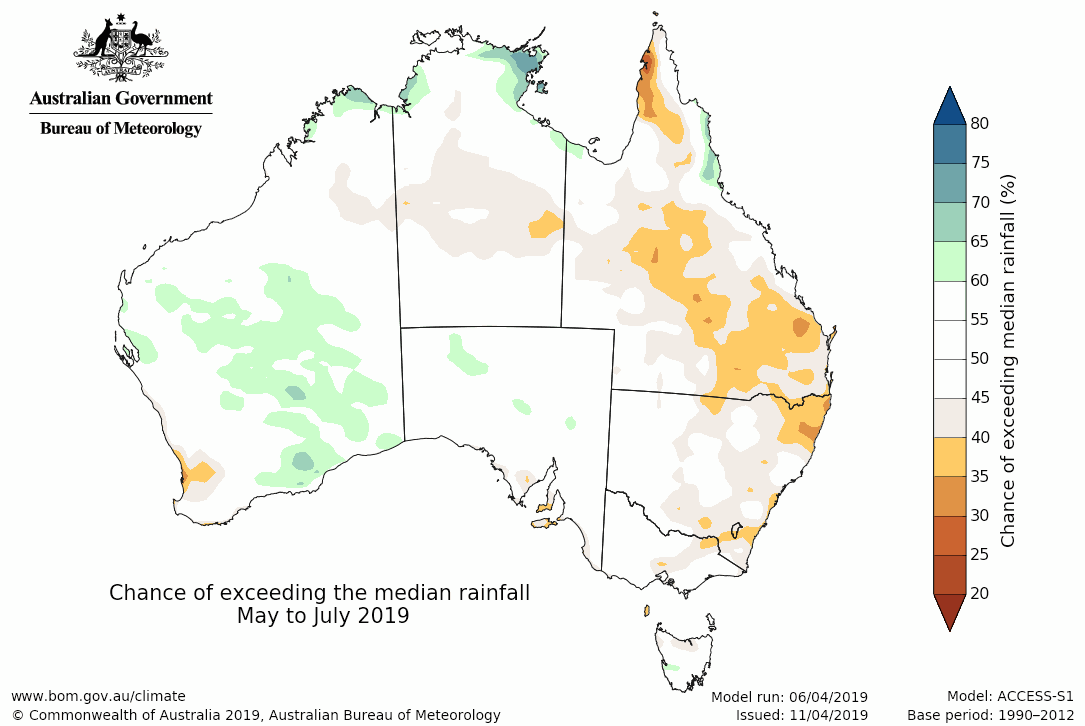 Australian Government
Bureau of Meteorology
80
75
70
65
60
55
50
45
40
35
30
25
20
Chance of exceeding median rainfall (%)
Chance of exceeding the median rainfall
May to July 2019
www.bom.gov.au/climate
© Commonwealth of Australia 2019, Australian Bureau of Meteorology
Model run: 06/04/2019
Issued: 11/04/2019
Model: ACCESS-S1
Base period: 1990–2012